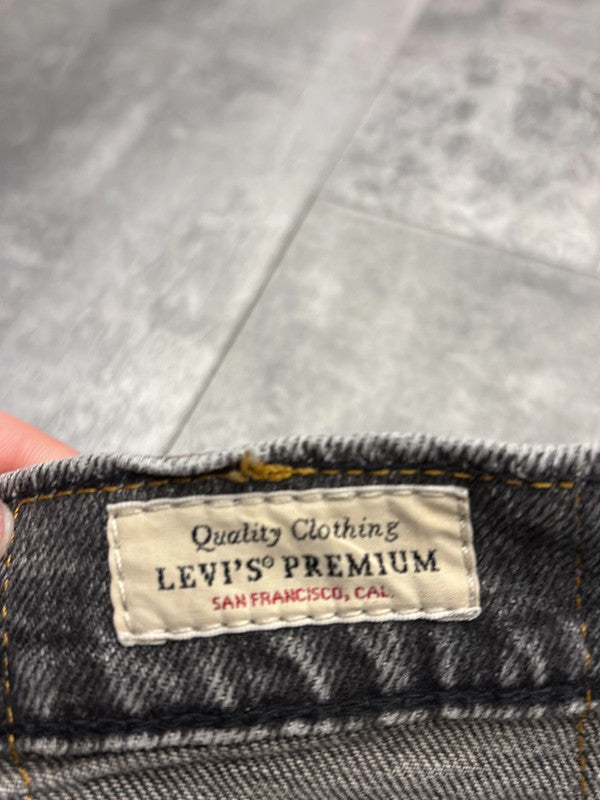 Quality Clothing
LEVI'S® PREMIUM
SAN FRANCISCO, CAL.